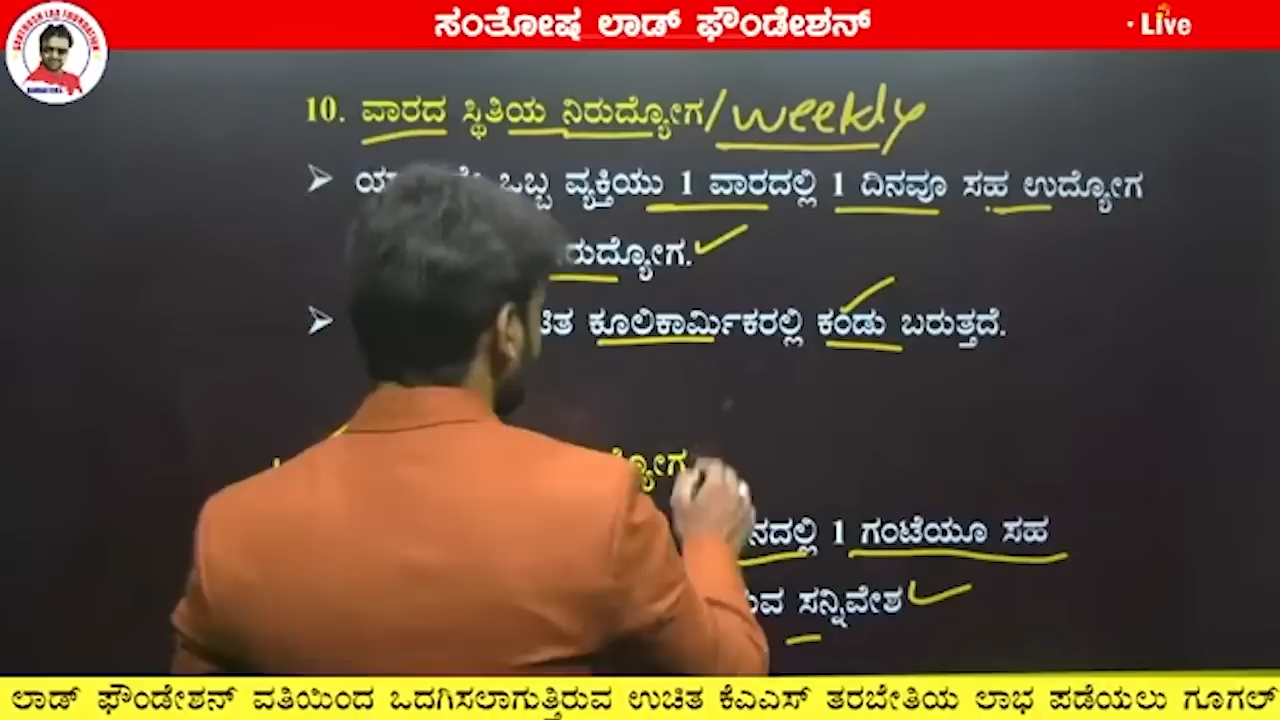 ಸಂತೋಷ ಲಾಡ್ ಫೌಂಡೇಶನ್
Live
10. ವಾರದ ಸ್ಥಿತಿಯ ನಿರುದ್ಯೋಗ/weekly
ಒಬ್ಬ ವ್ಯಕ್ತಿಯು 1 ವಾರದಲ್ಲಿ 1 ದಿನವೂ ಸಹ ಉದ್ಯೋಗ
ಕೂಲಿಕಾರ್ಮಿಕರಲ್ಲಿ ಕಂಡು ಬರುತ್ತದೆ.
1 ಗಂಟೆಯೂ ಸಹ
ಸನ್ನಿವೇಶ
ಲಾಡ್ ಫೌಂಡೇಶನ್ ವತಿಯಿಂದ ಒದಗಿಸಲಾಗುತ್ತಿರುವ ಉಚಿತ ಕೆಎಎಸ್ ತರಬೇತಿಯ ಲಾಭ ಪಡೆಯಲು ಗೂಗಲ್